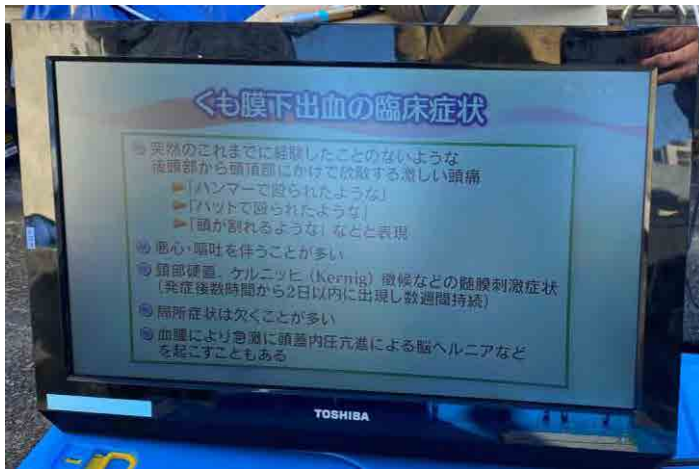 くも膜下出血の臨床症状
突然のこれまでに経験したことのないような
後頭部から頭頂部にかけて放散する激しい頭痛
「ハンマーで殴られたような」
「バットで殴られたような」
「頭が割れるような」などと表現
悪心・嘔吐を伴うことが多い
頸部硬直、ケルニッヒ（Kernig）徴候などの髄膜刺激症状
（発症後数時間から2日以内に出現し数週間持続）
局所症状は欠くことが多い
血腫により急激に頭蓋内圧亢進による脳ヘルニアなど
を起こすこともある
TOSHIBA